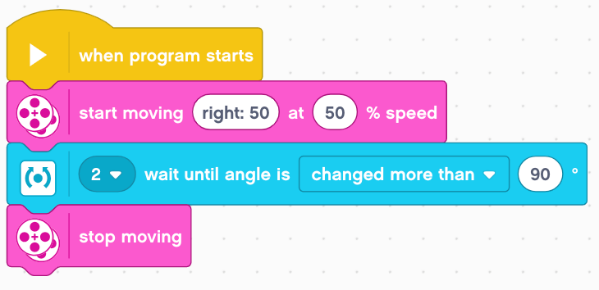 when program starts
start moving right: 50 at 50 % speed
2 wait until angle is changed more than 90 °
stop moving